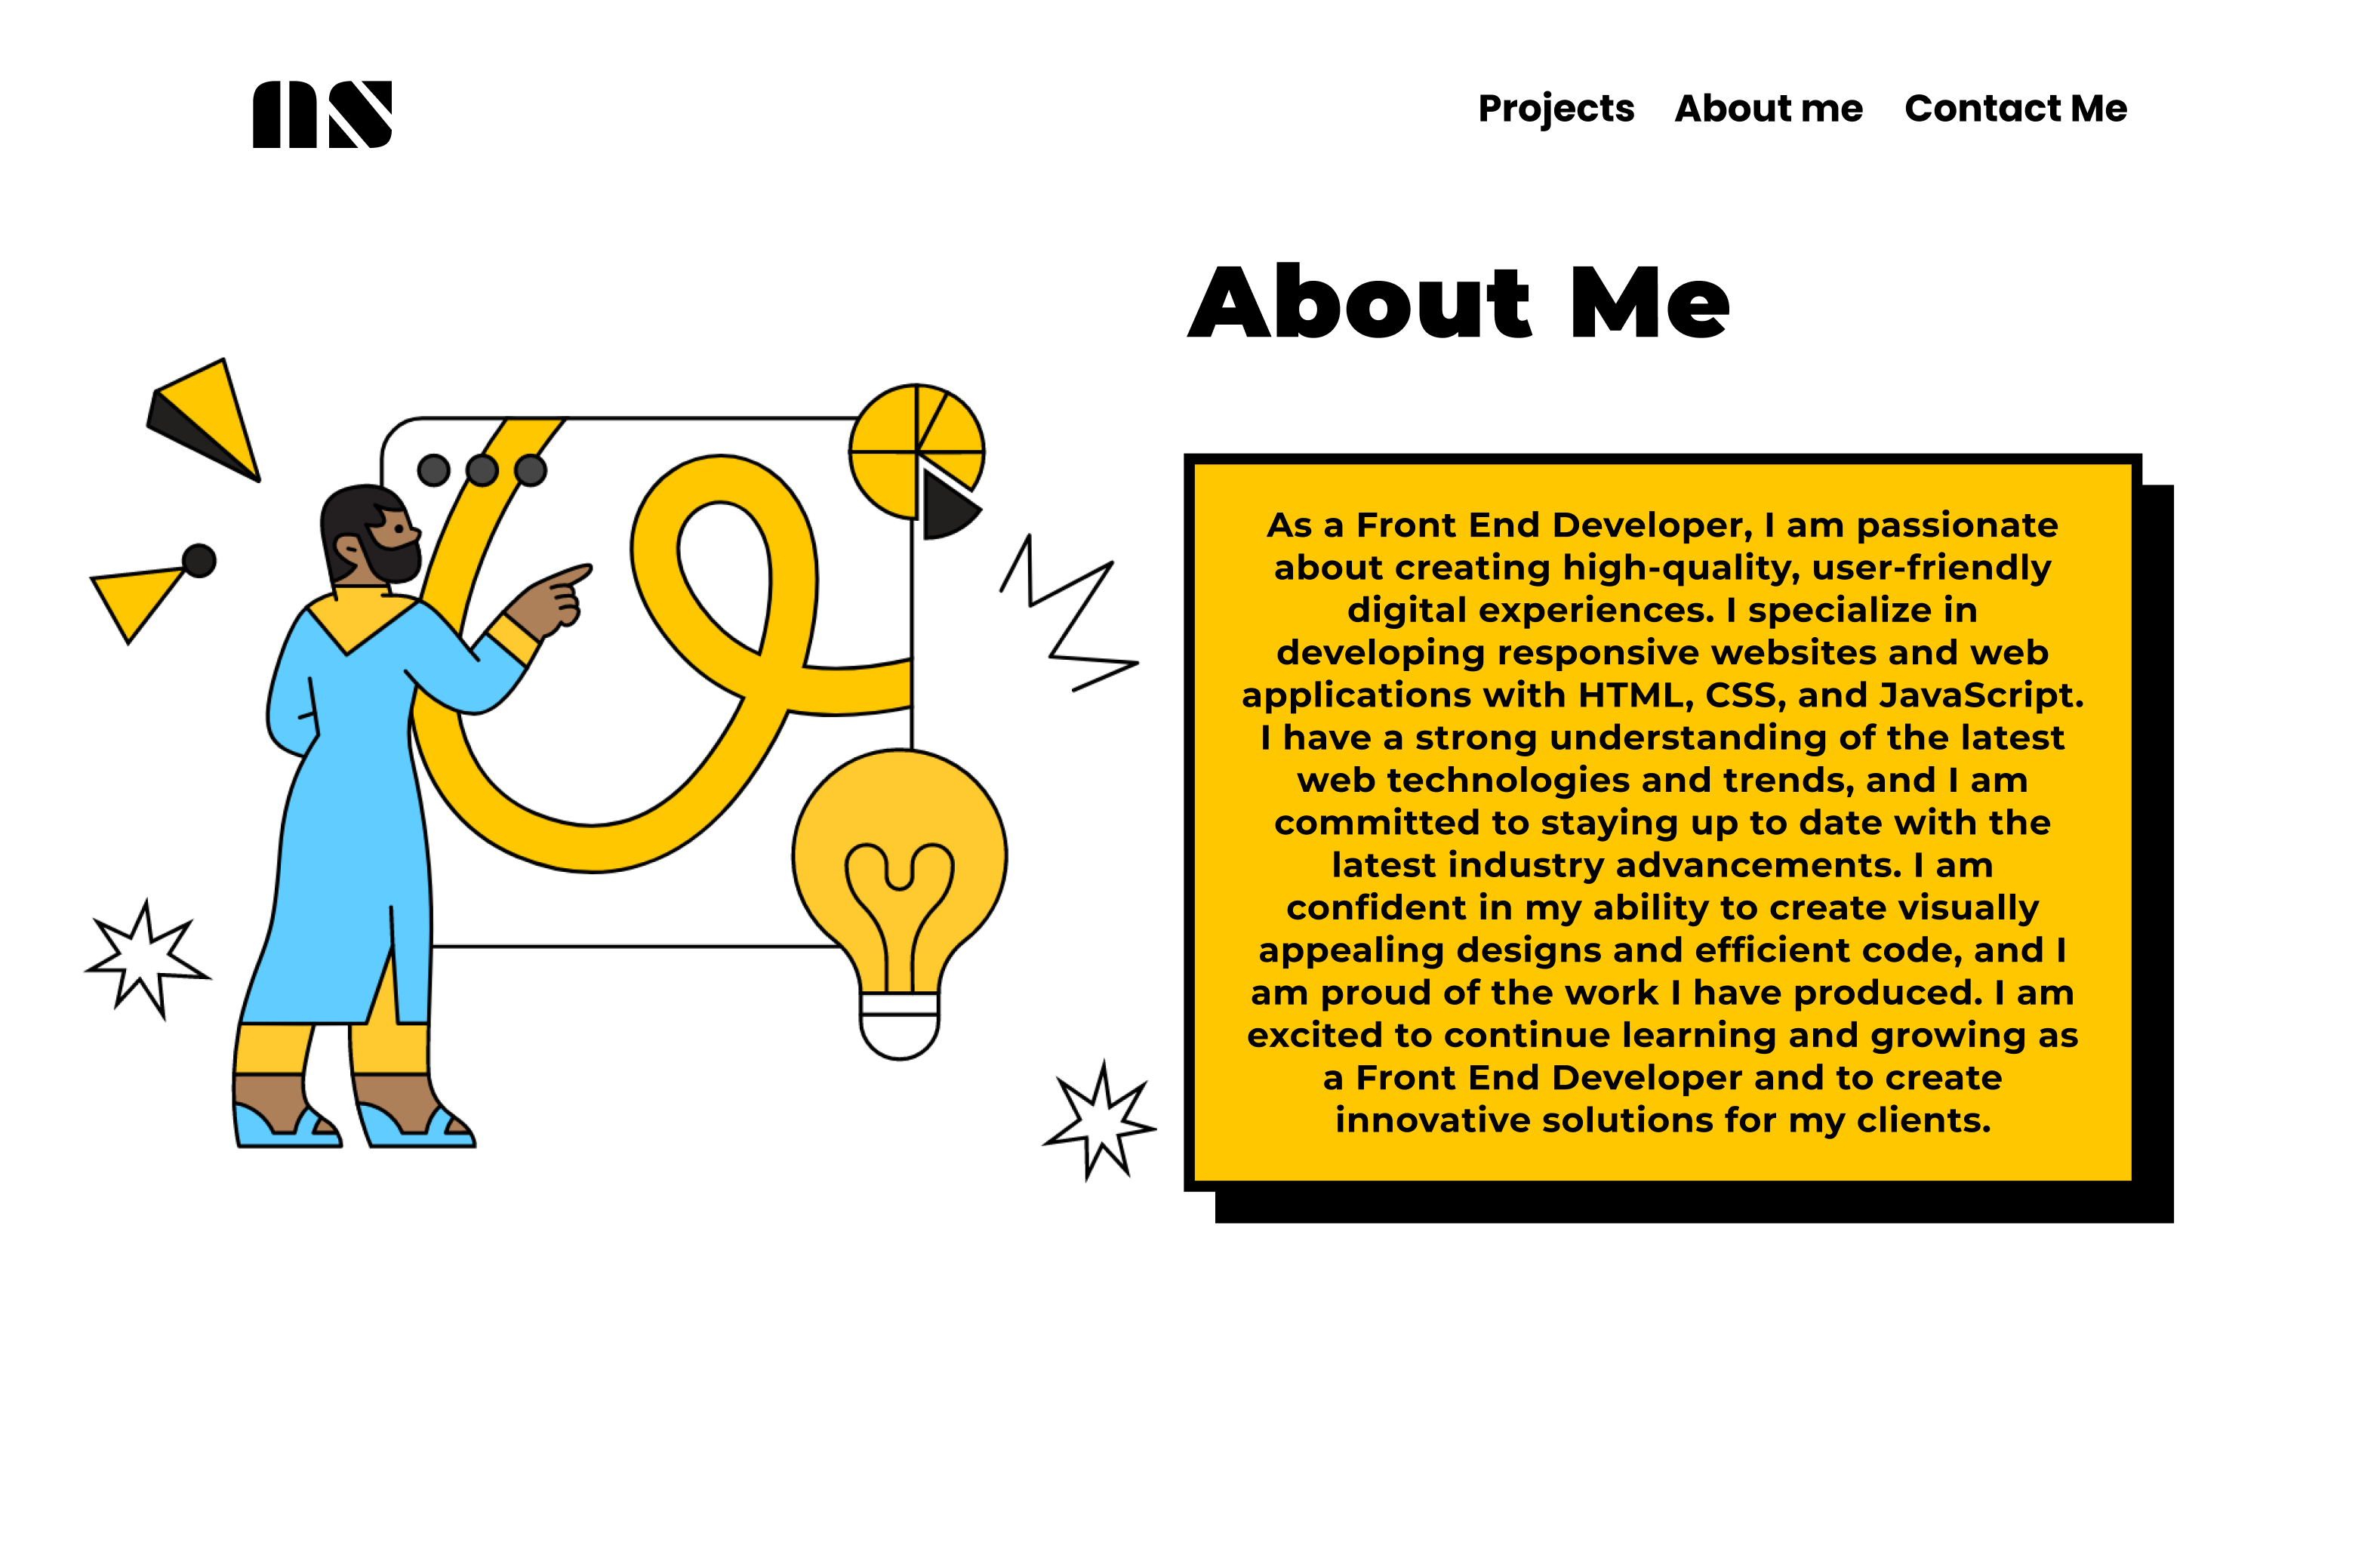 ns
Projects About me Contact Me
About Me
As a Front End Developer, I am passionate
about creating high-quality, user-friendly
digital experiences. I specialize in
developing responsive websites and web
applications with HTML, CSS, and JavaScript.
I have a strong understanding of the latest
web technologies and trends, and I am
committed to staying up to date with the
latest industry advancements. I am
confident in my ability to create visually
appealing designs and efficient code, and I
am proud of the work I have produced. I am
excited to continue learning and growing as
a Front End Developer and to create
innovative solutions for my clients.